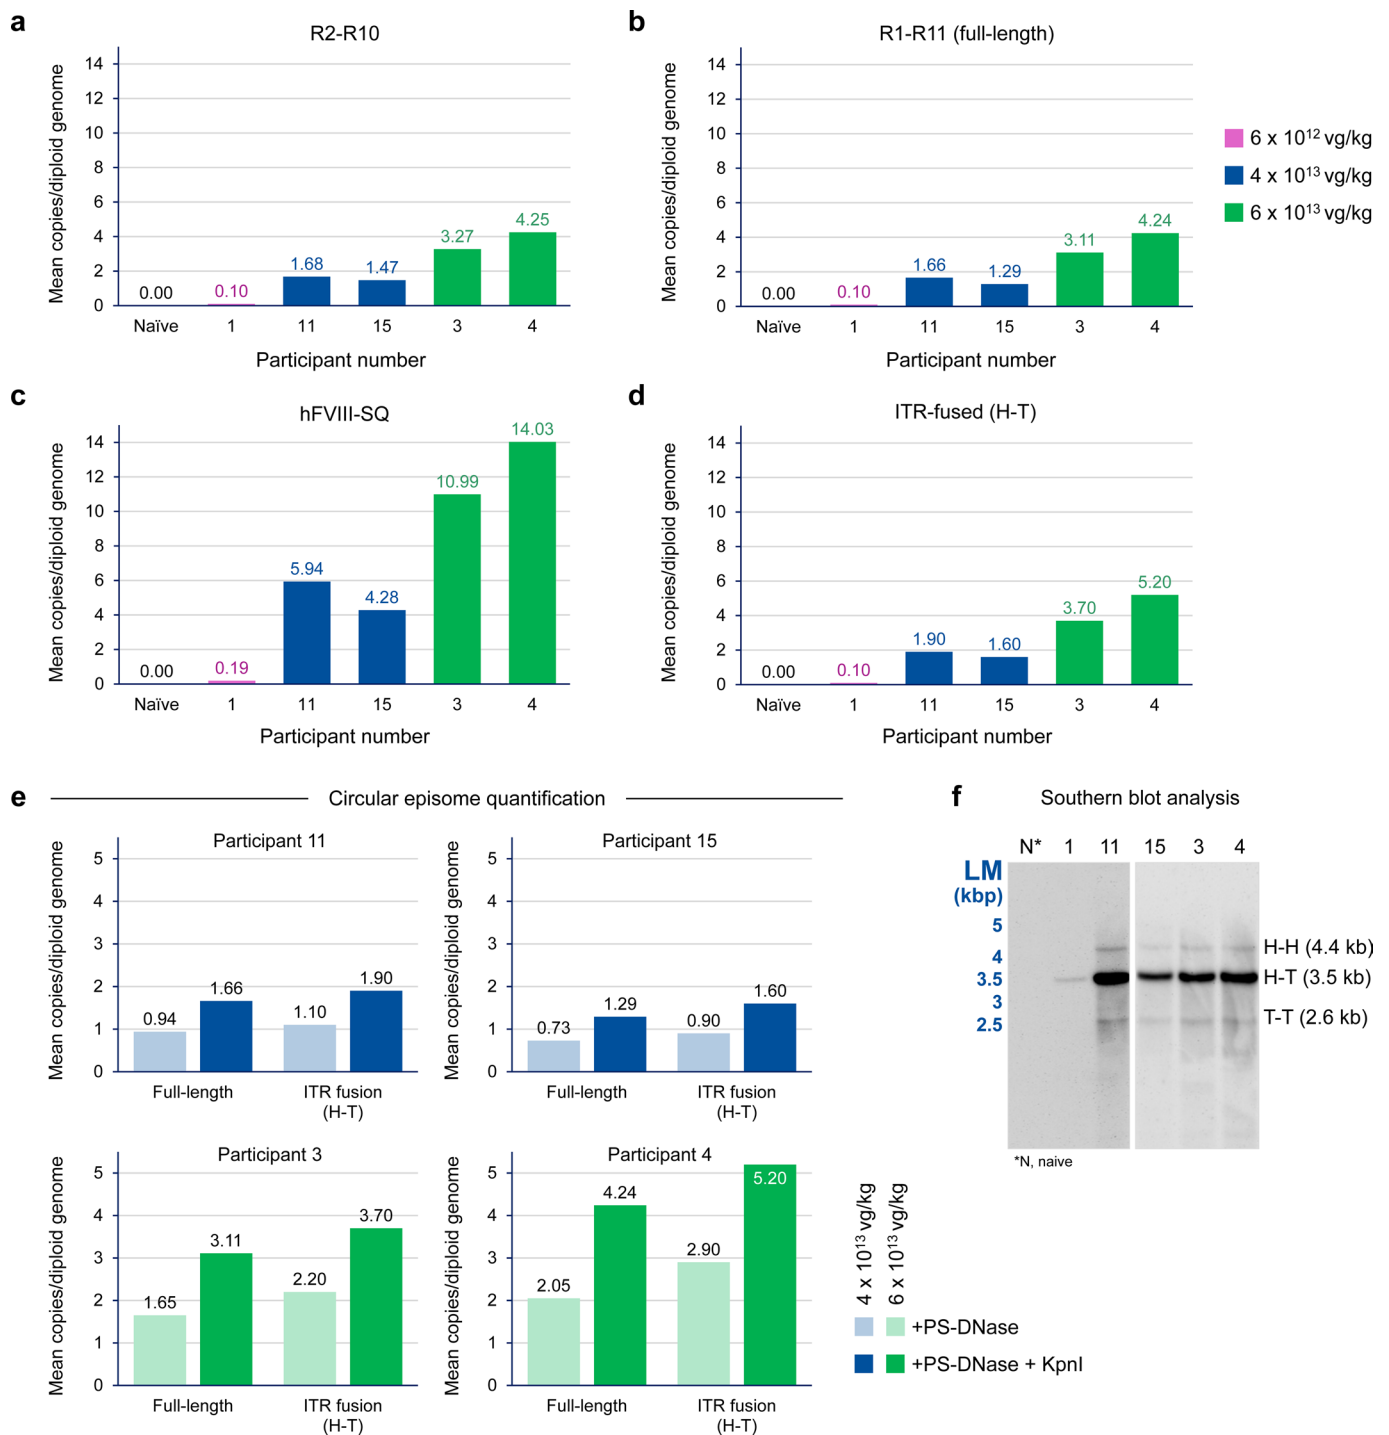 a
R2-R10
Mean copies/diploid genome
14
12
10
8
6
4
2
0
0.00
0.10
1.68
1.47
3.27
4.25
Naïve 1 11 15 3 4
Participant number
b
R1-R11 (full-length)
Mean copies/diploid genome
14
12
10
8
6
4
2
0
0.00
0.10
1.66
1.29
3.11
4.24
Naïve 1 11 15 3 4
Participant number
6 x 10¹² vg/kg
4 x 10¹³ vg/kg
6 x 10¹³ vg/kg
c
hFVIII-SQ
Mean copies/diploid genome
14
12
10
8
6
4
2
0
0.00
0.19
5.94
4.28
10.99
14.03
Naïve 1 11 15 3 4
Participant number
d
ITR-fused (H-T)
Mean copies/diploid genome
14
12
10
8
6
4
2
0
0.00
0.10
1.90
1.60
3.70
5.20
Naïve 1 11 15 3 4
Participant number
e
Circular episome quantification
Participant 11
Mean copies/diploid genome
5
4
3
2
1
0
0.94
1.66
1.10
1.90
Full-length
ITR fusion
(H-T)
Participant 15
Mean copies/diploid genome
5
4
3
2
1
0
0.73
1.29
0.90
1.60
Full-length
ITR fusion
(H-T)
Participant 3
Mean copies/diploid genome
5
4
3
2
1
0
1.65
3.11
2.20
3.70
Full-length
ITR fusion
(H-T)
Participant 4
Mean copies/diploid genome
5
4
3
2
1
0
2.05
4.24
2.90
5.20
Full-length
ITR fusion
(H-T)
4 x 10¹³ vg/kg
6 x 10¹³ vg/kg
+PS-DNase
+PS-DNase + KpnI
f
Southern blot analysis
N* 1 11 15 3 4
LM
(kbp)
5
4
3.5
3
2.5
H-H (4.4 kb)
H-T (3.5 kb)
T-T (2.6 kb)
*N, naive